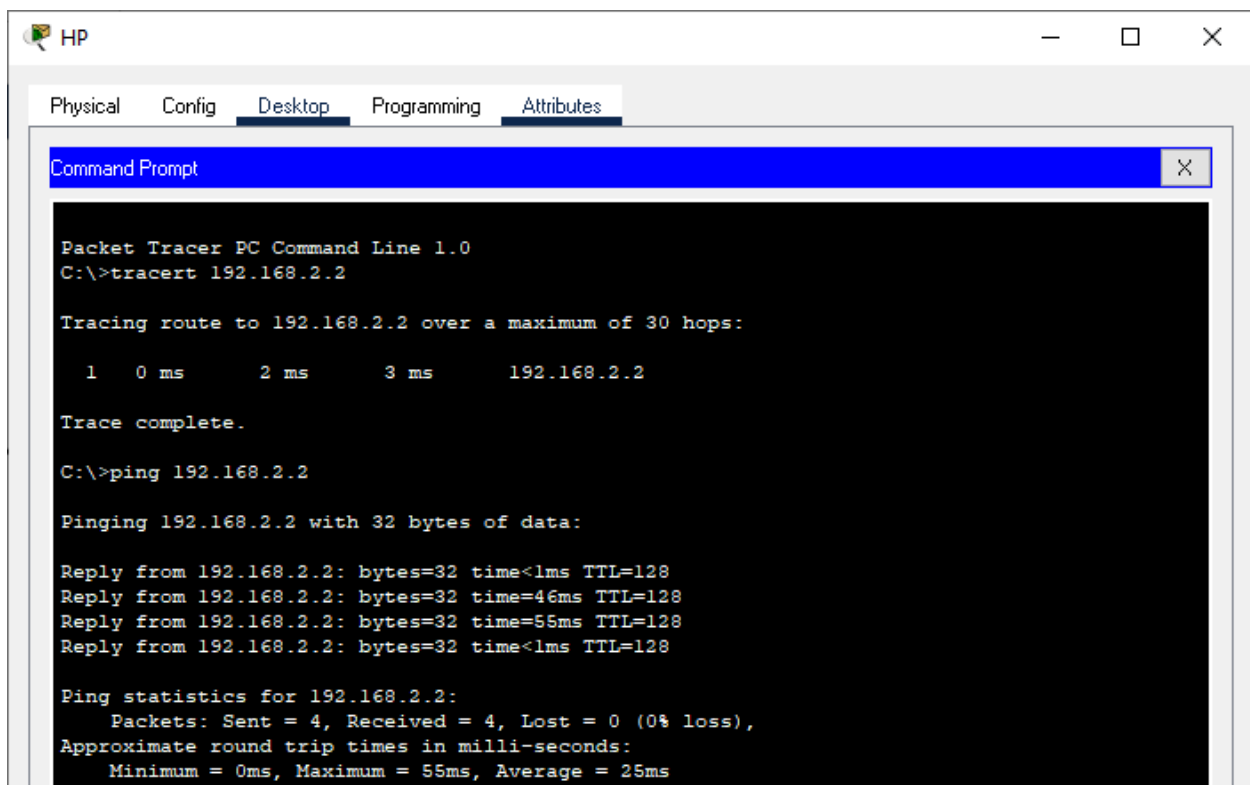 HP
Physical Config Desktop Programming Attributes
Command Prompt X
Packet Tracer PC Command Line 1.0
C:\>tracert 192.168.2.2
Tracing route to 192.168.2.2 over a maximum of 30 hops:
1 0 ms 2 ms 3 ms 192.168.2.2
Trace complete.
C:\>ping 192.168.2.2
Pinging 192.168.2.2 with 32 bytes of data:
Reply from 192.168.2.2: bytes=32 time<1ms TTL=128
Reply from 192.168.2.2: bytes=32 time=46ms TTL=128
Reply from 192.168.2.2: bytes=32 time=55ms TTL=128
Reply from 192.168.2.2: bytes=32 time<1ms TTL=128
Ping statistics for 192.168.2.2:
Packets: Sent = 4, Received = 4, Lost = 0 (0% loss),
Approximate round trip times in milli-seconds:
Minimum = 0ms, Maximum = 55ms, Average = 25ms